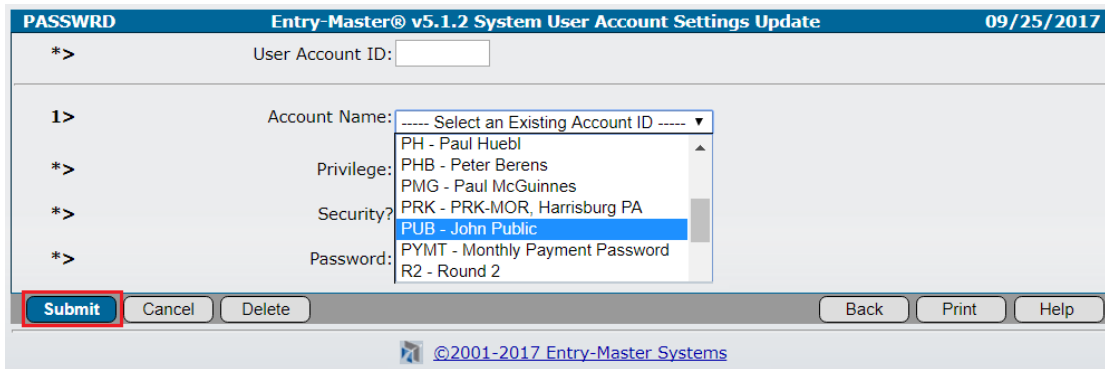 PASSWRD Entry-Master® v5.1.2 System User Account Settings Update 09/25/2017
*> User Account ID:
1> Account Name: ----- Select an Existing Account ID ----- ▼
PH - Paul Huebl
PHB - Peter Berens
*> Privilege:
PMG - Paul McGuinnes
PRK - PRK-MOR, Harrisburg PA
*> Security?
PUB - John Public
PYMT - Monthly Payment Password
*> Password:
R2 - Round 2
Submit Cancel Delete Back Print Help
©2001-2017 Entry-Master Systems